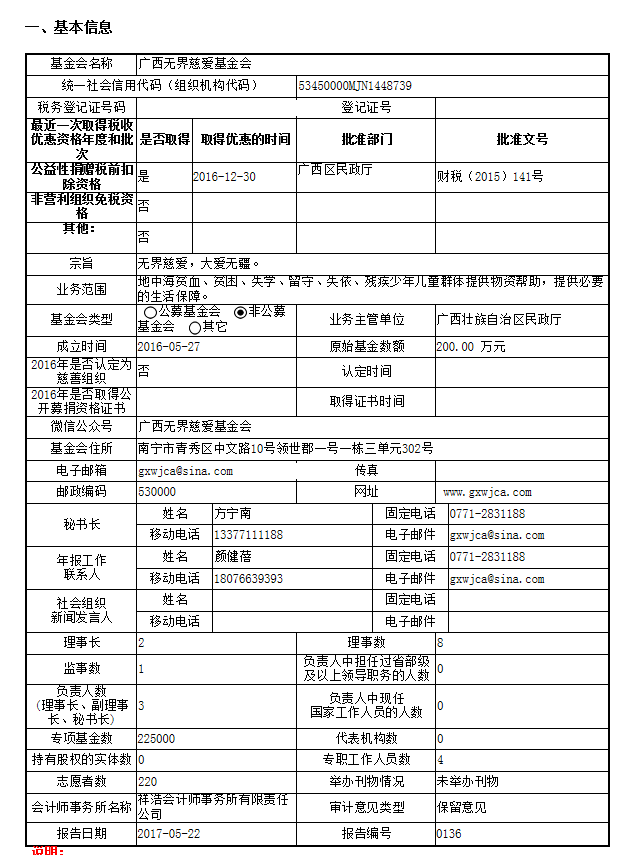 一、基本信息
基金会名称 广西无界慈爱基金会
统一社会信用代码（组织机构代码） 53450000MJN1448739
税务登记证号码 登记证号
最近一次取得税收优惠资格年度和批次 是否取得 取得优惠的时间 批准部门 批准文号
公益性捐赠税前扣除资格 是 2016-12-30 广西区民政厅 财税（2015）141号
非营利组织免税资格 否
其他： 否
宗旨 无界慈爱，大爱无疆。
业务范围 地中海贫血、贫困、失学、留守、失依、残疾少年儿童群体提供物资帮助，提供必要的生活保障。
基金会类型 公募基金会 非公募基金会 其它 业务主管单位 广西壮族自治区民政厅
成立时间 2016-05-27 原始基金数额 200.00 万元
2016年是否认定为慈善组织 否 认定时间
2016年是否取得公开募捐资格证书 取得证书时间
微信公众号 广西无界慈爱基金会
基金会住所 南宁市青秀区中文路10号领世郡一号一栋三单元302号
电子邮箱 gxwjca@sina.com 传真
邮政编码 530000 网址 www.gxwjca.com
秘书长 姓名 方宁南 固定电话 0771-2831188
移动电话 13377111188 电子邮件 gxwjca@sina.com
年报工作联系人 姓名 颜健蓓 固定电话 0771-2831188
移动电话 18076639393 电子邮件 gxwjca@sina.com
社会组织新闻发言人 姓名 固定电话
移动电话 电子邮件
理事长 2 理事数 8
监事数 1 负责人中担任过省部级及以上领导职务的人数 0
负责人数(理事长、副理事长、秘书长) 3 负责人中现任国家工作人员的人数 0
专项基金数 225000 代表机构数 0
持有股权的实体数 0 专职工作人员数 4
志愿者数 220 举办刊物情况 未举办刊物
会计师事务所名称 祥浩会计师事务所有限责任公司 审计意见类型 保留意见
报告日期 2017-05-22 报告编号 0136
说明：